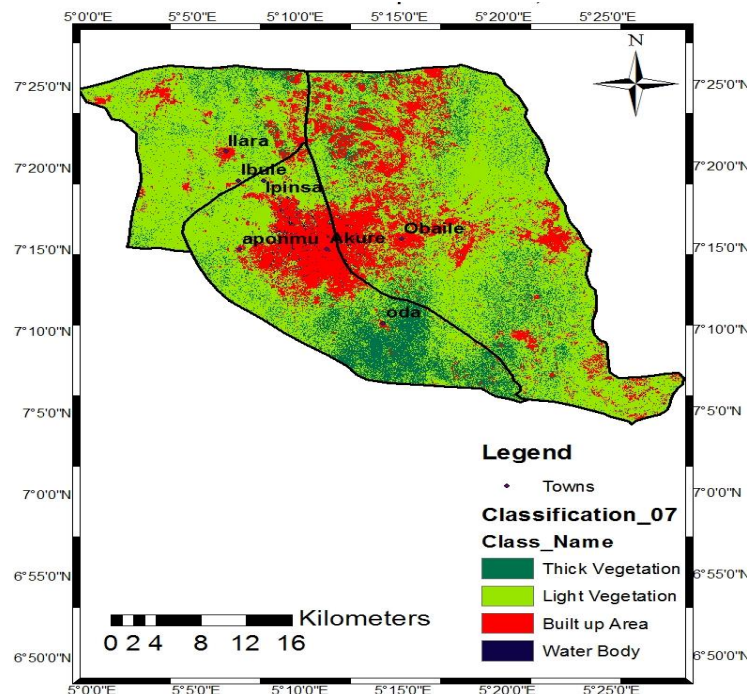 5°0'0"E 5°5'0"E 5°10'0"E 5°15'0"E 5°20'0"E 5°25'0"E
N
7°25'0"N 7°25'0"N
Ilara
7°20'0"N 7°20'0"N
Ibule
Ipinsa
Obaile
7°15'0"N aponmu Akure 7°15'0"N
oda
7°10'0"N 7°10'0"N
7°5'0"N 7°5'0"N
Legend
Towns
7°0'0"N 7°0'0"N
Classification_07
Class_Name
6°55'0"N Thick Vegetation 6°55'0"N
Light Vegetation
Kilometers Built up Area
0 2 4 8 12 16
6°50'0"N Water Body 6°50'0"N
5°0'0"E 5°5'0"E 5°10'0"E 5°15'0"E 5°20'0"E 5°25'0"E